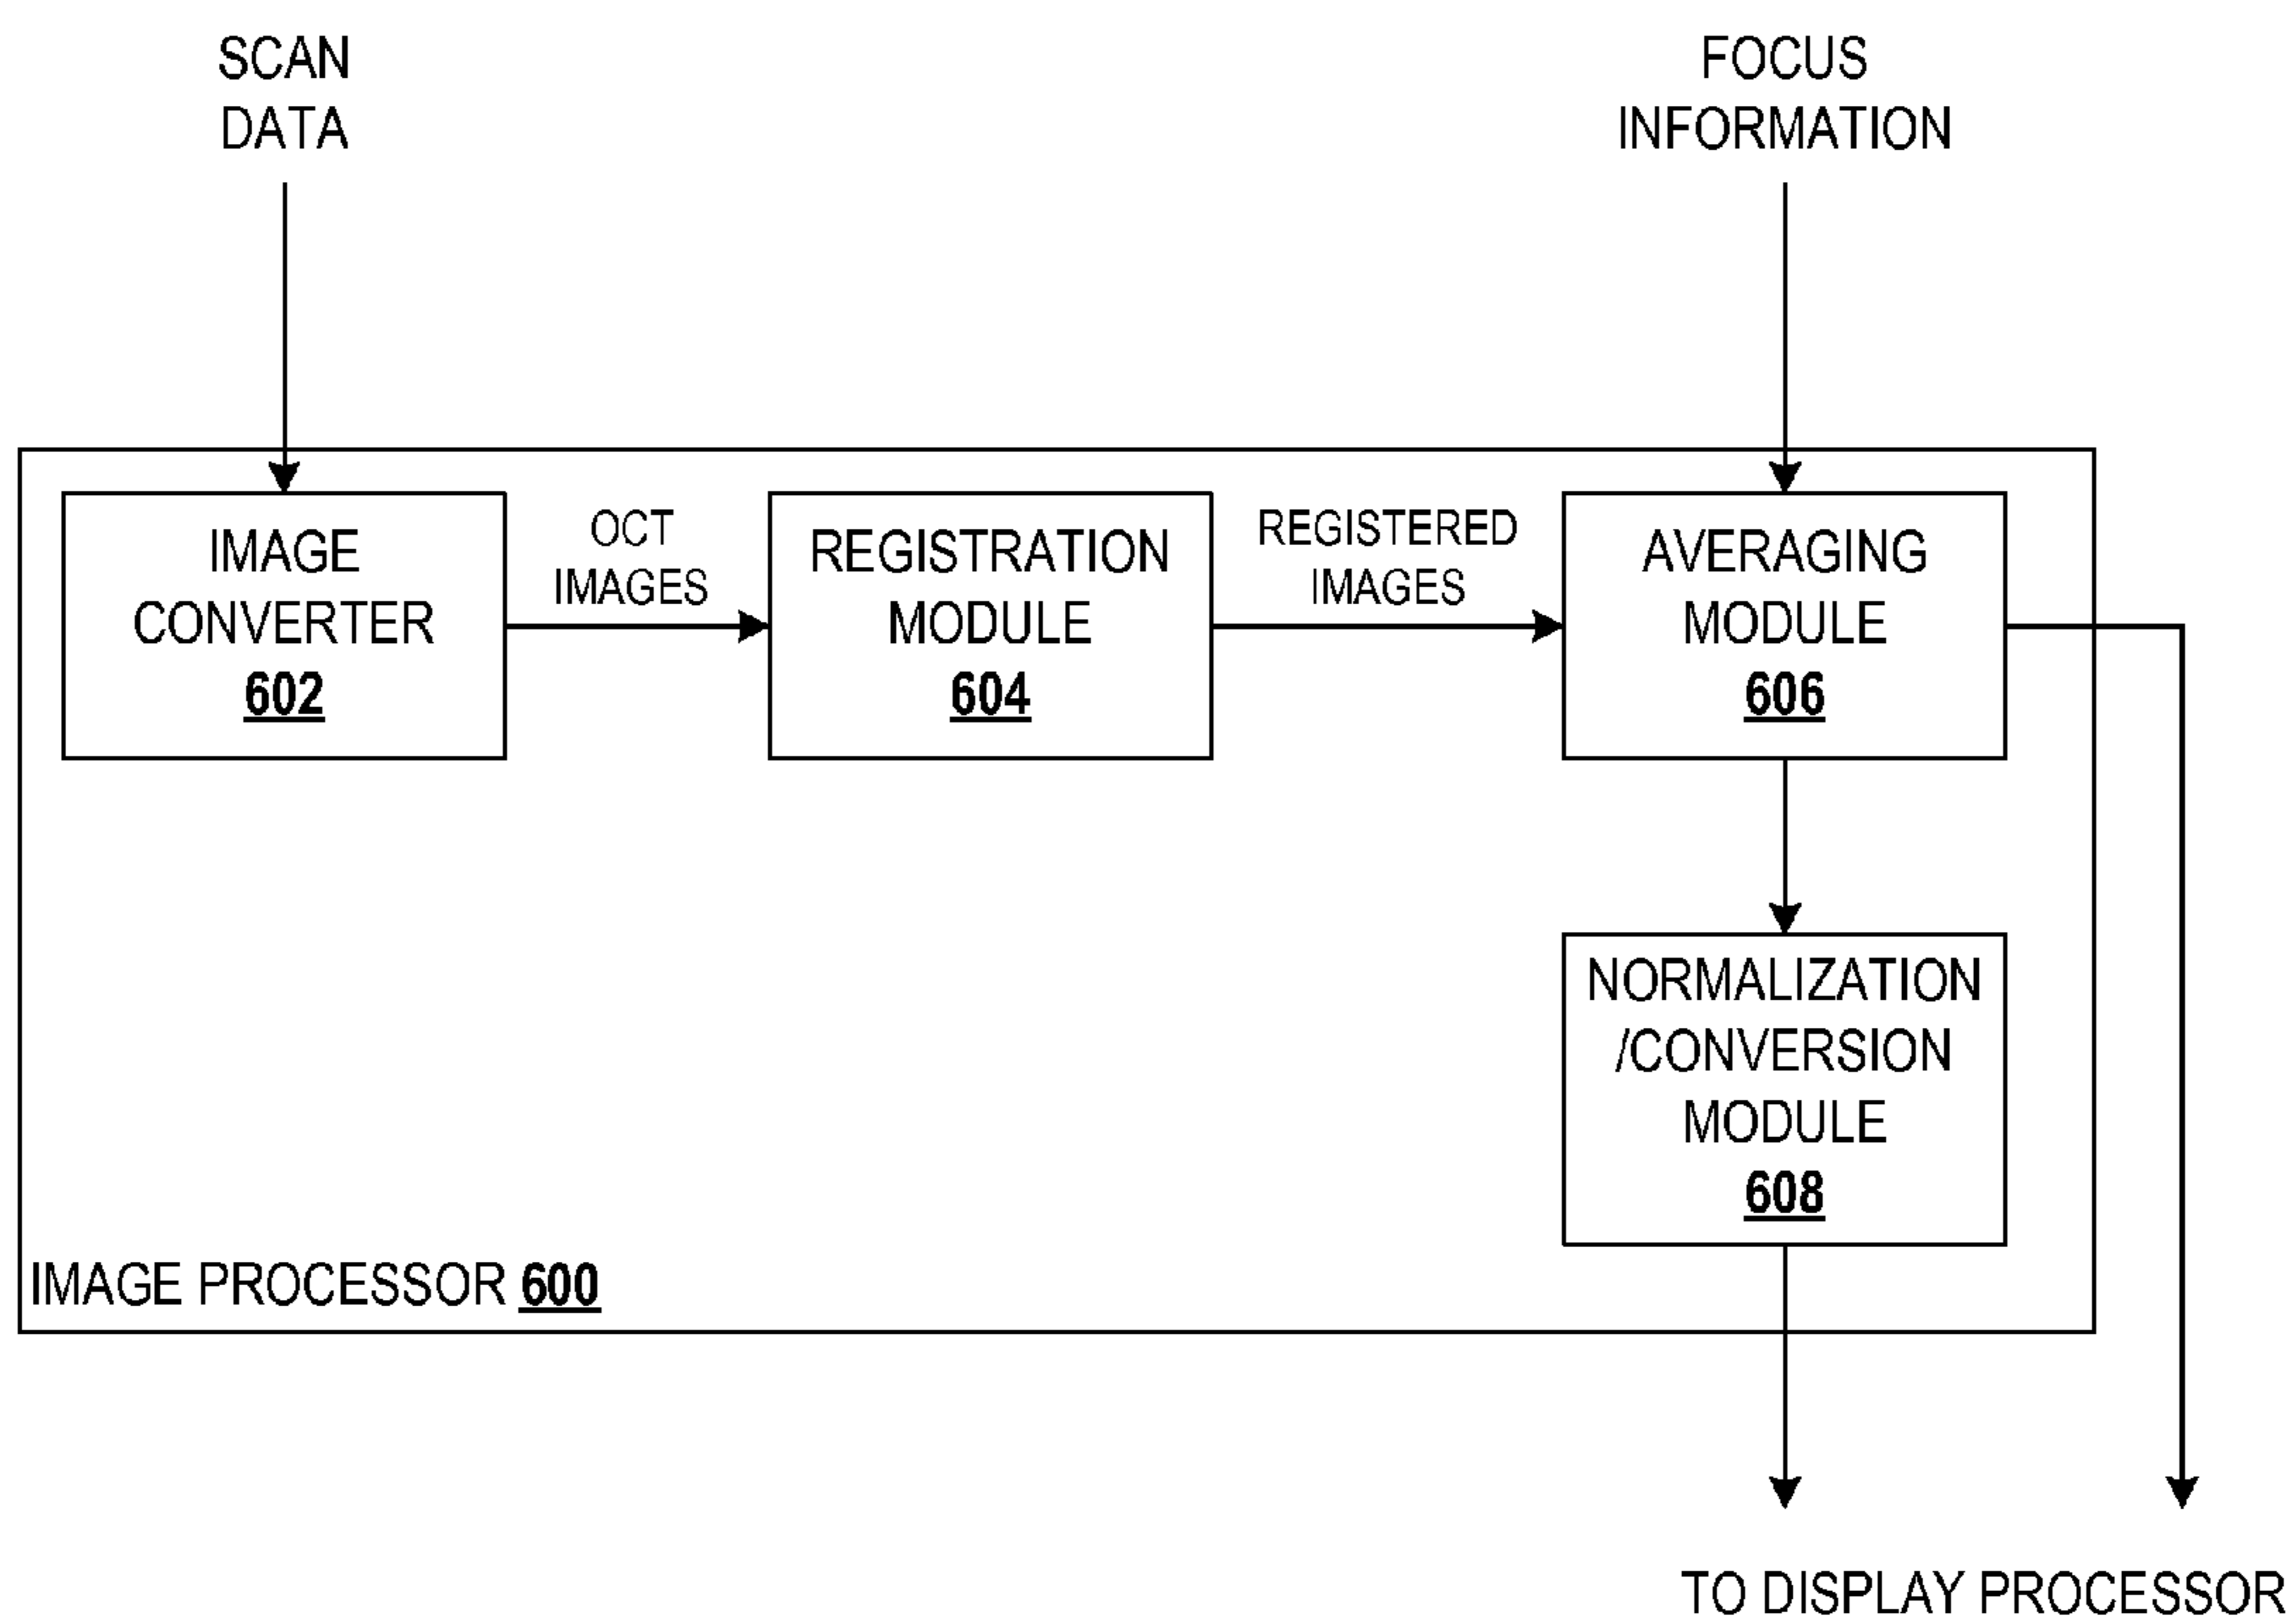 SCAN
DATA
FOCUS
INFORMATION
IMAGE
CONVERTER
602
OCT
IMAGES
REGISTRATION
MODULE
604
REGISTERED
IMAGES
AVERAGING
MODULE
606
NORMALIZATION
/CONVERSION
MODULE
608
IMAGE PROCESSOR 600
TO DISPLAY PROCESSOR